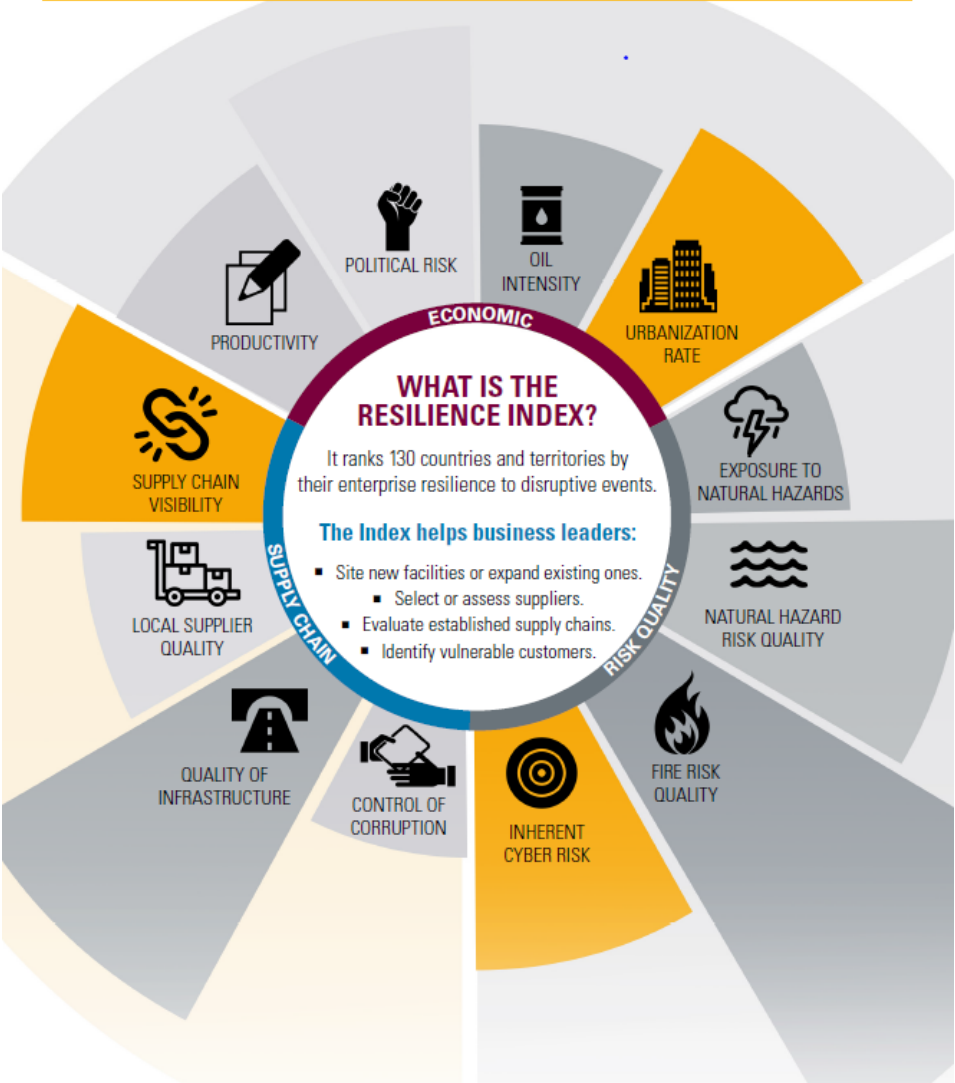 POLITICAL RISK
OIL
INTENSITY
PRODUCTIVITY
URBANIZATION
RATE
ECONOMIC
WHAT IS THE
RESILIENCE INDEX?
It ranks 130 countries and territories by
their enterprise resilience to disruptive events.
The Index helps business leaders:
▪ Site new facilities or expand existing ones.
▪ Select or assess suppliers.
▪ Evaluate established supply chains.
▪ Identify vulnerable customers.
SUPPLY CHAIN
RISK QUALITY
SUPPLY CHAIN
VISIBILITY
EXPOSURE TO
NATURAL HAZARDS
LOCAL SUPPLIER
QUALITY
NATURAL HAZARD
RISK QUALITY
QUALITY OF
INFRASTRUCTURE
CONTROL OF
CORRUPTION
INHERENT
CYBER RISK
FIRE RISK
QUALITY